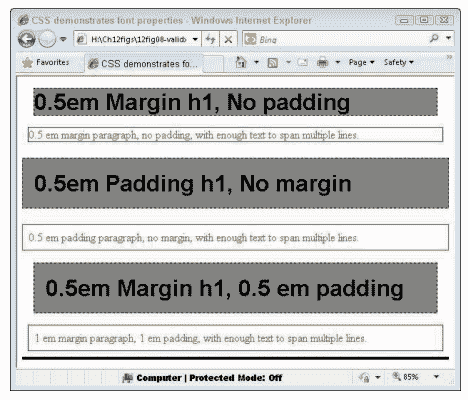 CSS demonstrates font properties - Windows Internet Explorer
H:\Ch12figs\12fig08-valid
Bing
Favorites
CSS demonstrates fo...
Page
Safety
0.5em Margin h1, No padding
0.5 em margin paragraph, no padding, with enough text to span multiple lines.
0.5em Padding h1, No margin
0.5 em padding paragraph, no margin, with enough text to span multiple lines.
0.5em Margin h1, 0.5 em padding
1 em margin paragraph, 1 em padding, with enough text to span multiple lines.
Computer | Protected Mode: Off
85%